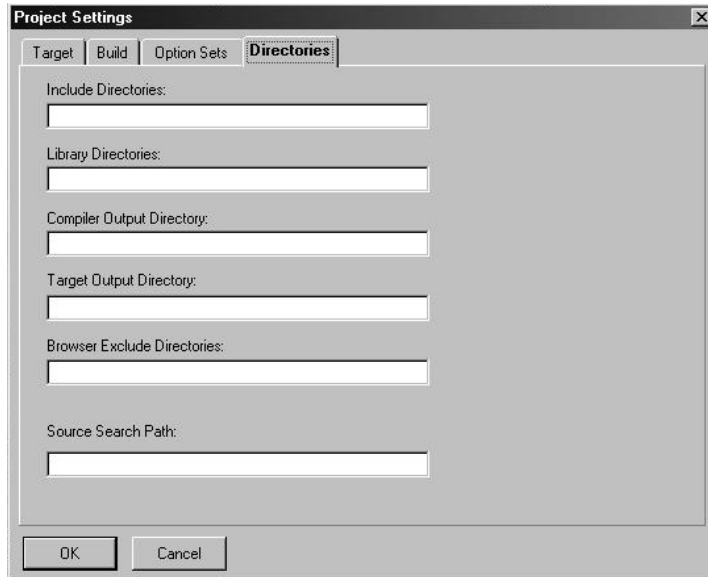 Project Settings
Target Build Option Sets Directories
Include Directories:
Library Directories:
Compiler Output Directory:
Target Output Directory:
Browser Exclude Directories:
Source Search Path:
OK Cancel